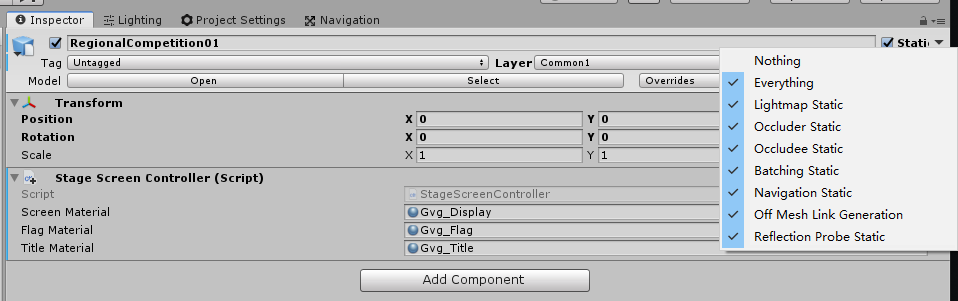 Inspector Lighting Project Settings Navigation
RegionalCompetition01
Tag Untagged Layer Common1
Model Open Select Overrides
Transform
Position X 0 Y 0
Rotation X 0 Y 0
Scale X 1 Y 1
Stage Screen Controller (Script)
Script StageScreenController
Screen Material Gvg_Display
Flag Material Gvg_Flag
Title Material Gvg_Title
Add Component
Nothing
Everything
Lightmap Static
Occluder Static
Occludee Static
Batching Static
Navigation Static
Off Mesh Link Generation
Reflection Probe Static